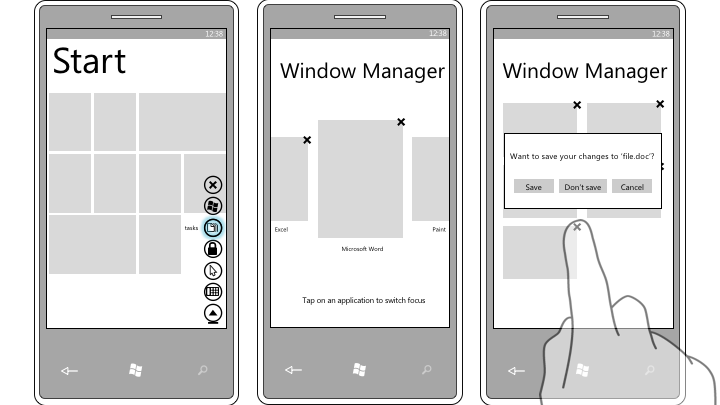 12:38
Start
tasks
12:38
Window Manager
Excel
Microsoft Word
Paint
Tap on an application to switch focus
12:38
Window Manager
Want to save your changes to 'file.doc'?
Save
Don't save
Cancel